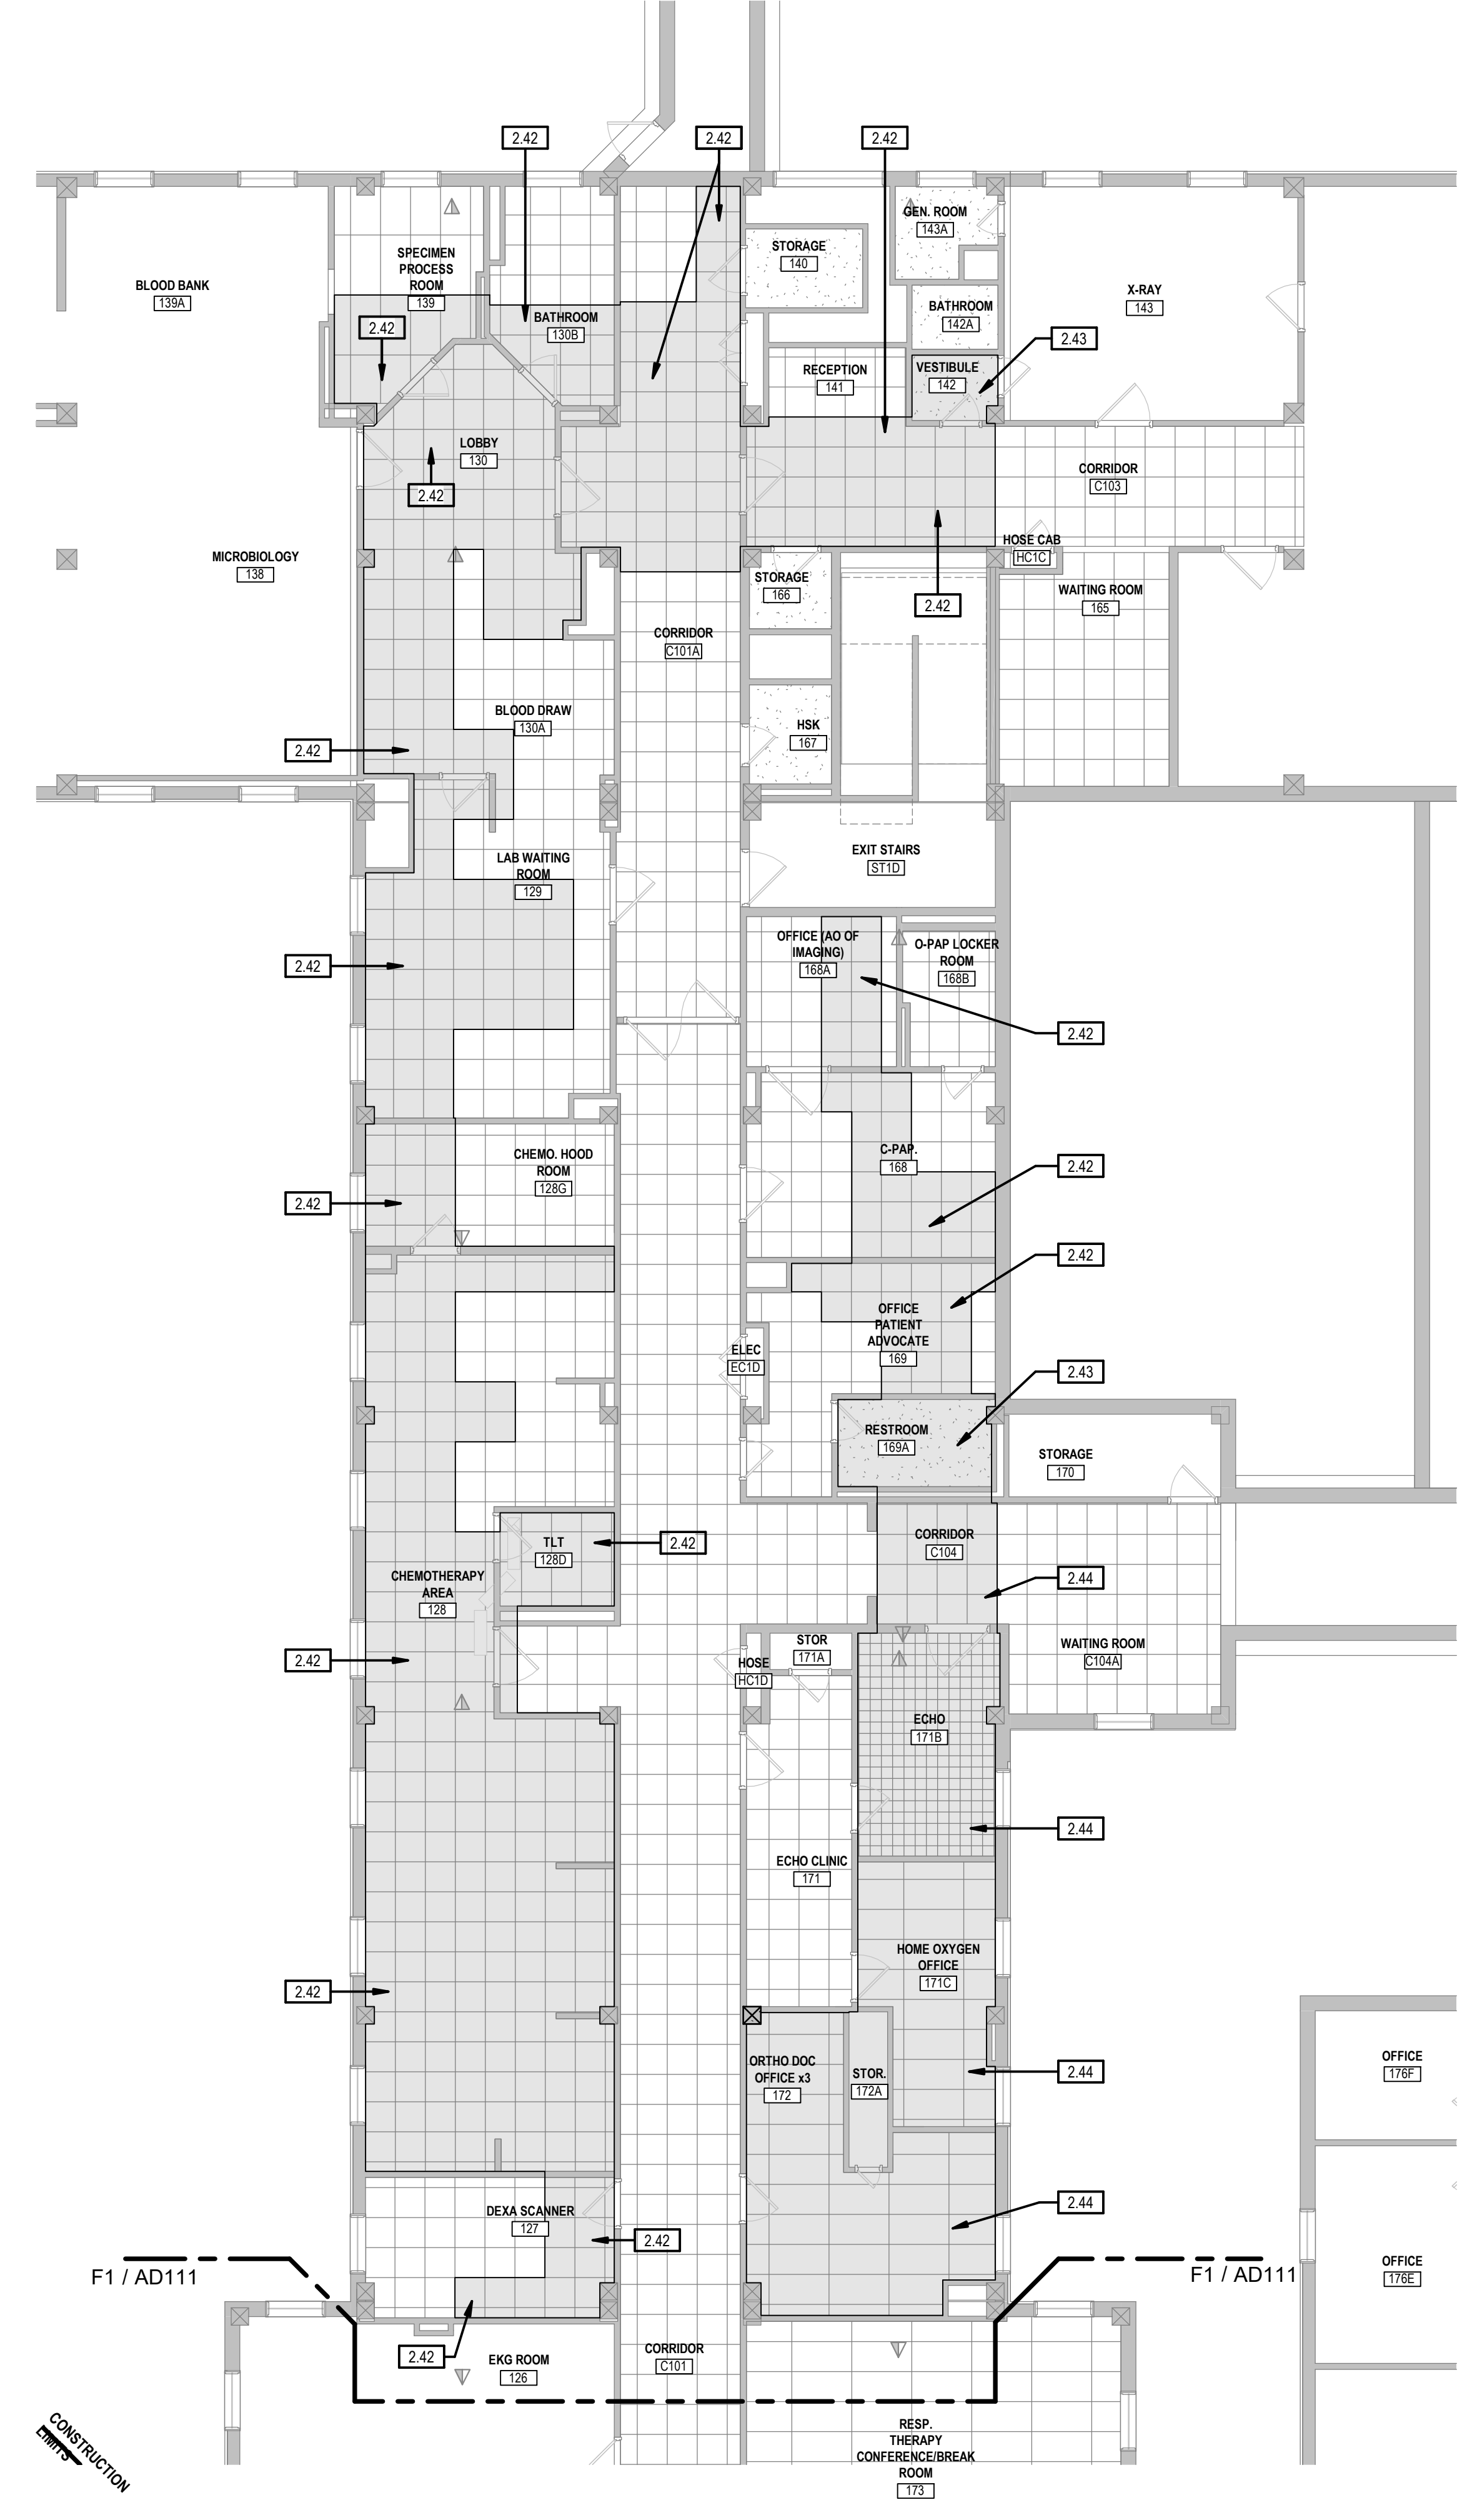 2.42
2.42
2.42
GEN. ROOM
143A
STORAGE
140
SPECIMEN
PROCESS
ROOM
139
BLOOD BANK
139A
X-RAY
143
BATHROOM
142A
BATHROOM
130B
2.42
2.43
RECEPTION
141
VESTIBULE
142
LOBBY
130
CORRIDOR
C103
2.42
HOSE CAB
HC1C
MICROBIOLOGY
138
STORAGE
166
WAITING ROOM
165
2.42
CORRIDOR
C101A
BLOOD DRAW
130A
HSK
167
2.42
EXIT STAIRS
ST1D
LAB WAITING
ROOM
129
OFFICE (AO OF
IMAGING)
168A
O-PAP LOCKER
ROOM
168B
2.42
2.42
C-PAP.
168
CHEMO. HOOD
ROOM
128G
2.42
2.42
2.42
OFFICE
PATIENT
ADVOCATE
169
ELEC
EC1D
2.43
RESTROOM
169A
STORAGE
170
CORRIDOR
C104
TLT
128D
2.42
CHEMOTHERAPY
AREA
128
2.44
STOR
171A
WAITING ROOM
C104A
2.42
HOSE
HC1D
ECHO
171B
2.44
ECHO CLINIC
171
HOME OXYGEN
OFFICE
171C
2.42
ORTHO DOC
OFFICE x3
172
STOR.
172A
2.44
OFFICE
176F
DEXA SCANNER
127
2.44
2.42
F1 / AD111
F1 / AD111
OFFICE
176E
2.42
EKG ROOM
126
CORRIDOR
C101
RESP.
THERAPY
CONFERENCE/BREAK
ROOM
173
CONSTRUCTION
LIMITS